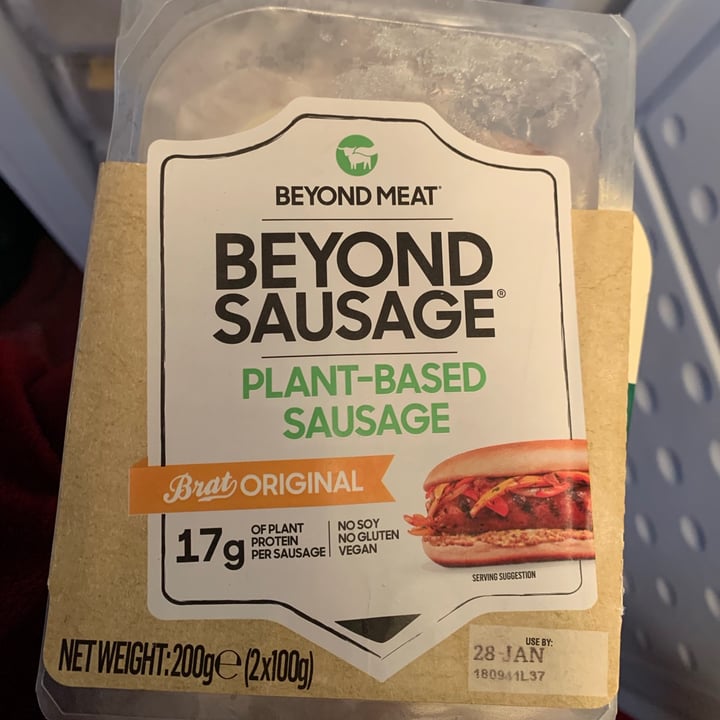 BEYOND MEAT®
BEYOND
SAUSAGE®
PLANT-BASED
SAUSAGE
Brat ORIGINAL
17g OF PLANT PROTEIN PER SAUSAGE
NO SOY
NO GLUTEN
VEGAN
SERVING SUGGESTION
NET WEIGHT:200g℮ (2x100g)
USE BY:
28 JAN
180941L37